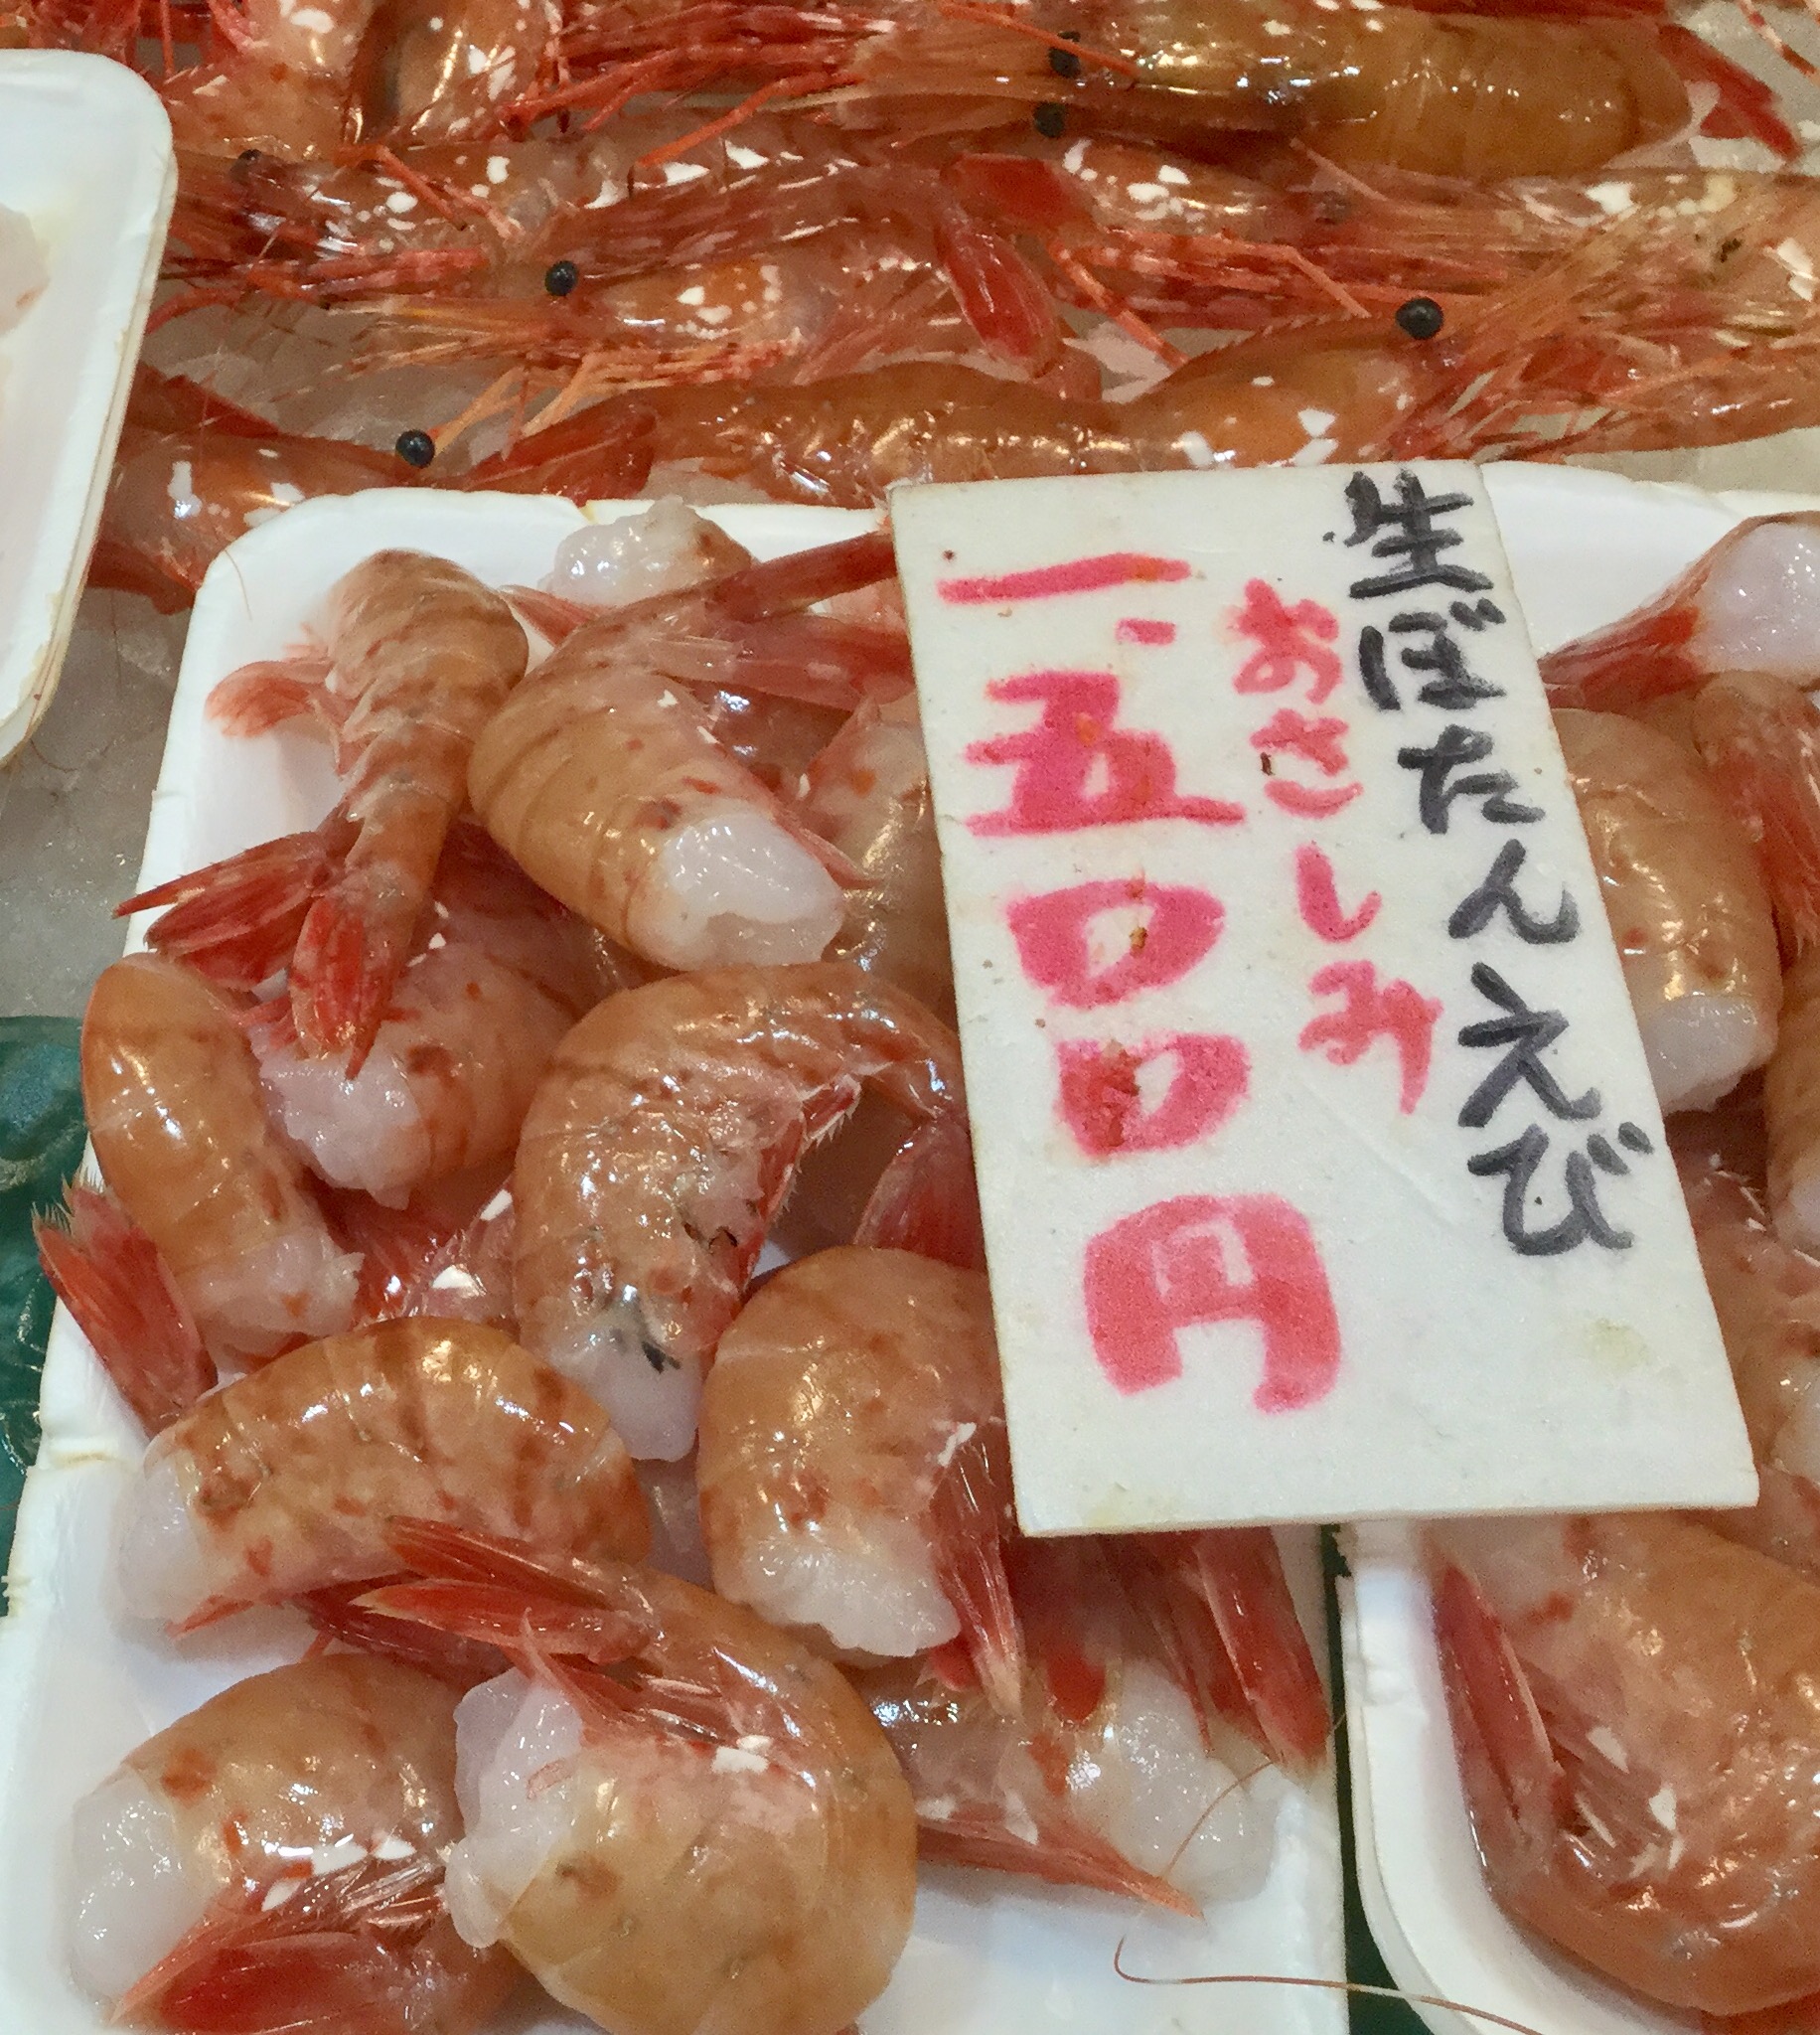 生ぼたんえび
おさしみ
一、五〇〇円